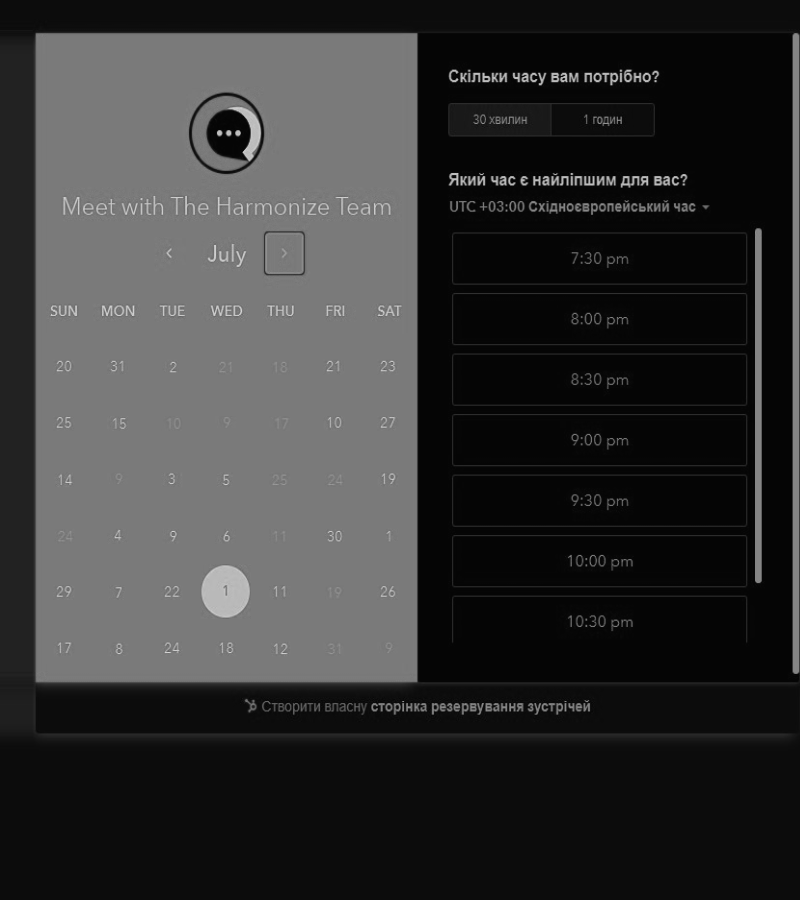 Meet with The Harmonize Team
July
SUN MON TUE WED THU FRI SAT
20 31 2 21 18 21 23
25 15 10 9 17 10 27
14 9 3 5 25 24 19
24 4 9 6 11 30 1
29 7 22 1 11 19 26
17 8 24 18 12 31 9
Скільки часу вам потрібно?
30 хвилин 1 годин
Який час є найліпшим для вас?
UTC +03:00 Східноєвропейський час
7:30 pm
8:00 pm
8:30 pm
9:00 pm
9:30 pm
10:00 pm
10:30 pm
Створити власну сторінка резервування зустрічей